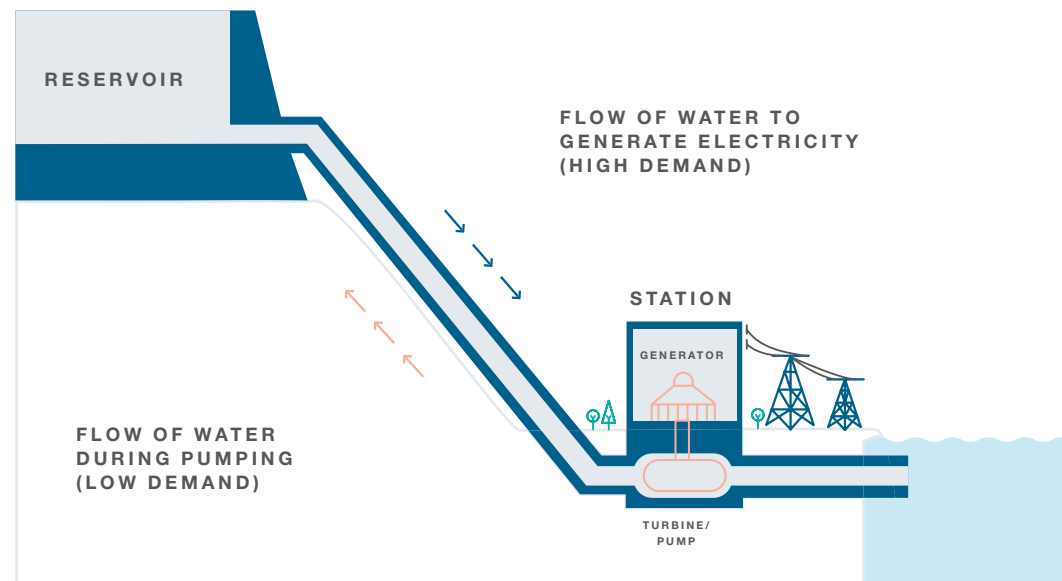 RESERVOIR
FLOW OF WATER TO
GENERATE ELECTRICITY
(HIGH DEMAND)
STATION
GENERATOR
FLOW OF WATER
DURING PUMPING
(LOW DEMAND)
TURBINE/
PUMP